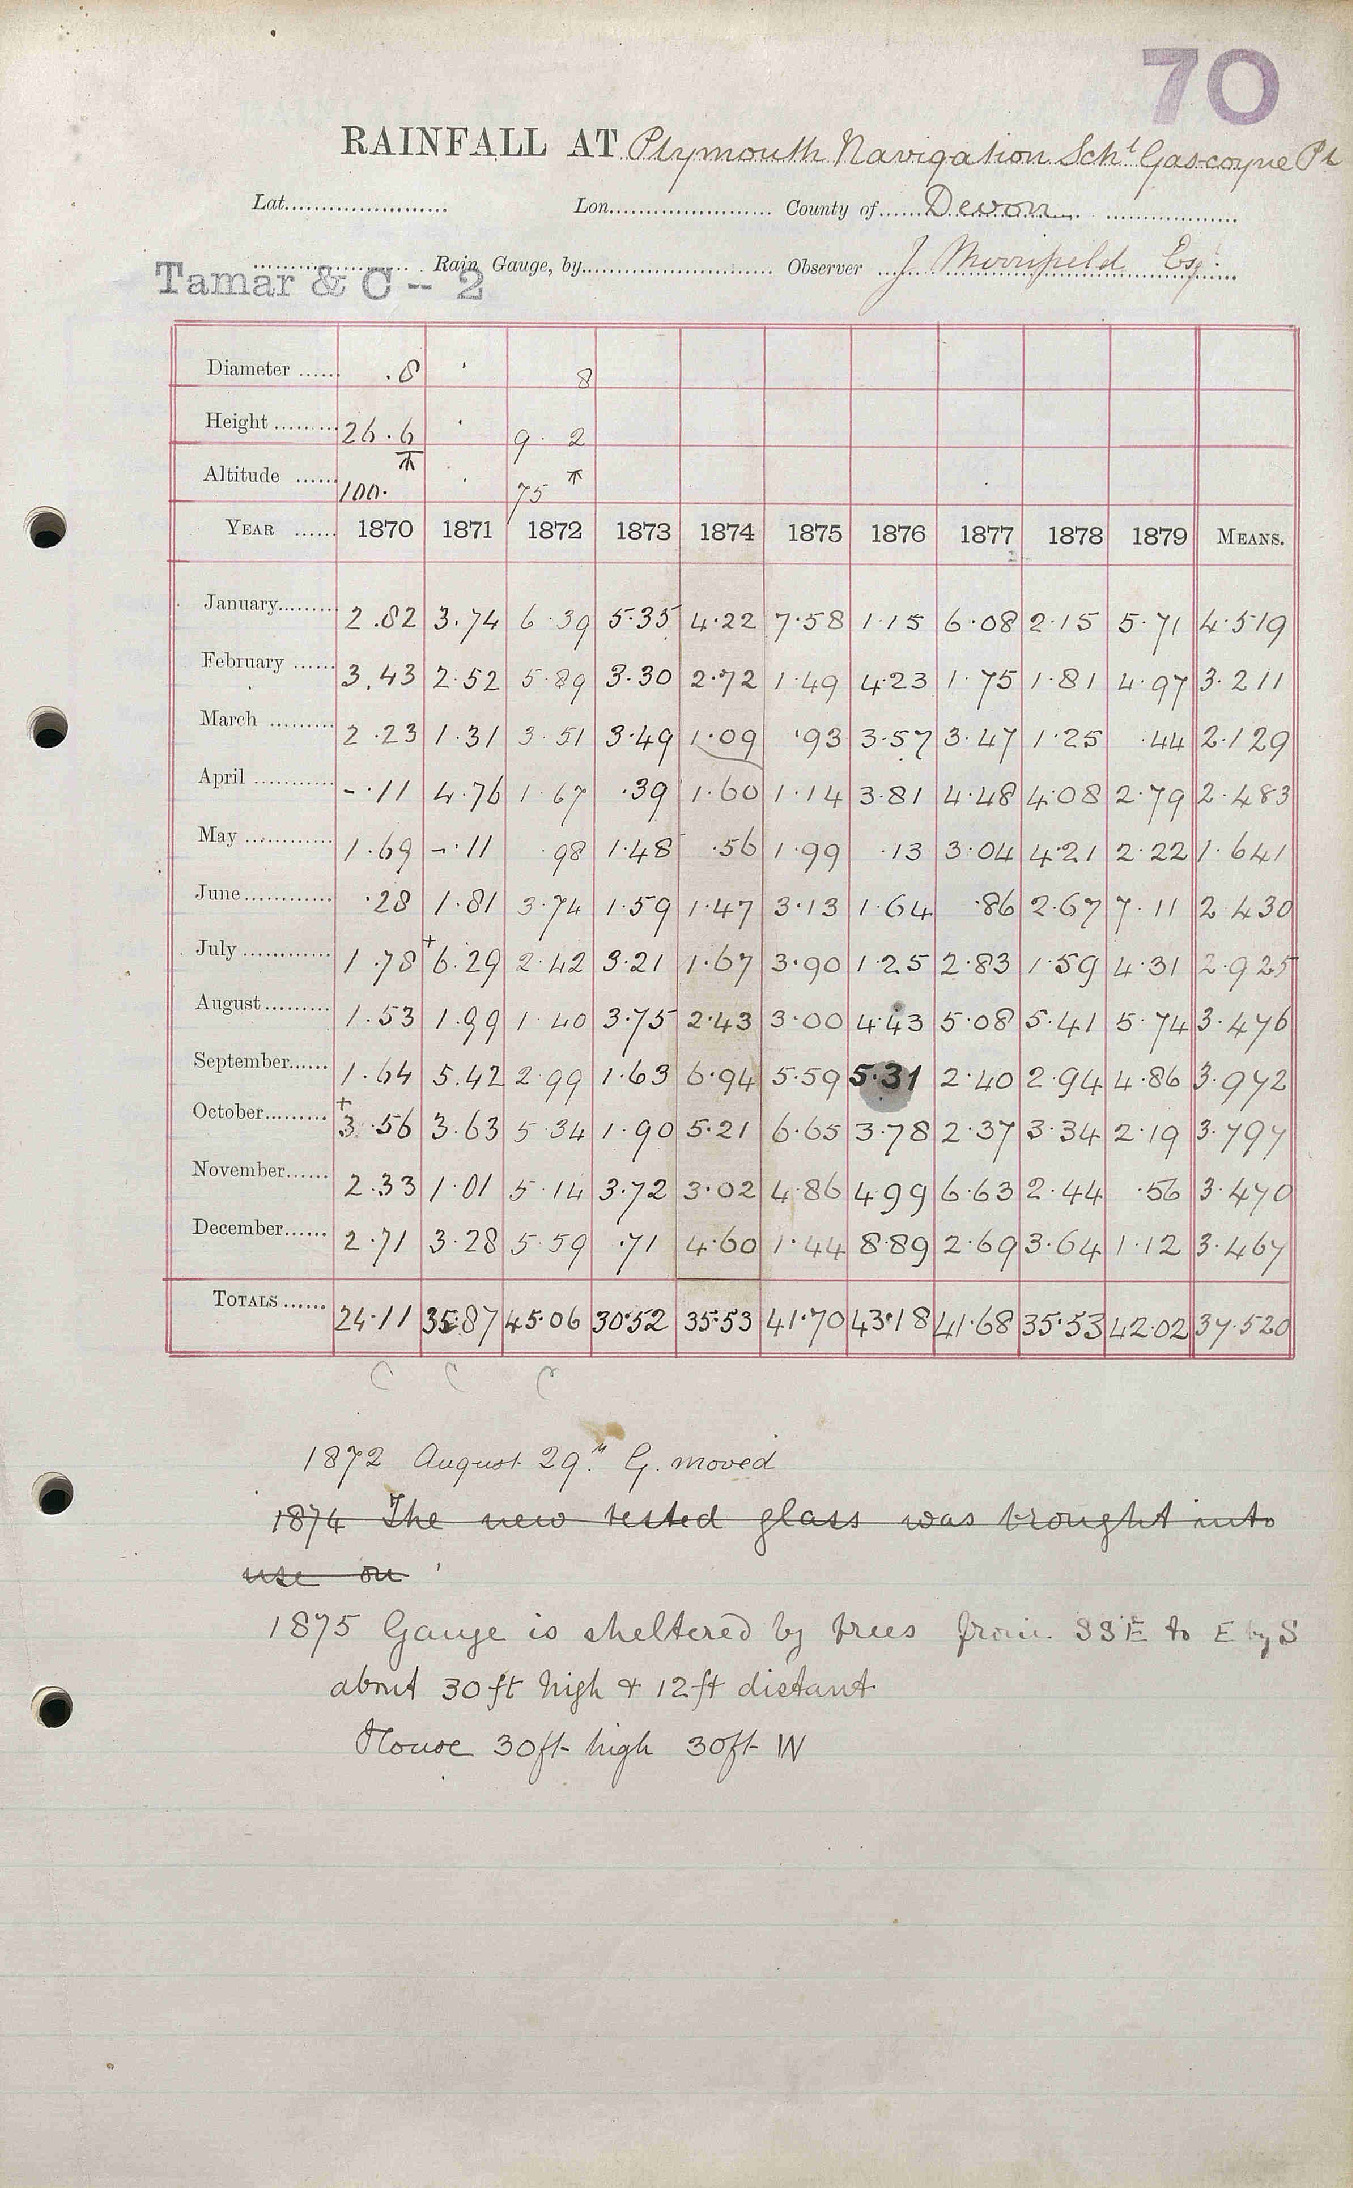 70
RAINFALL AT Plymouth Navigation Schl Gascoyne Pl
Lat. Lon. County of Devon
Rain Gauge, by Observer J Esqr
Tamar & C -- 2
Diameter .8 8
Height 26.6 9. 2
Altitude 100. 75
YEAR 1870 1871 1872 1873 1874 1875 1876 1877 1878 1879 MEANS.
January 2.82 3.74 6.39 5.35 4.22 7.58 1.15 6.08 2.15 5.71 4.519
February 3.43 2.52 5.89 3.30 2.72 1.49 4.23 1.75 1.81 4.97 3.211
March 2.23 1.31 3.51 3.49 1.09 .93 3.57 3.47 1.25 .44 2.129
April -.11 4.76 1.67 .39 1.60 1.14 3.81 4.48 4.08 2.79 2.483
May 1.69 -.11 .98 1.48 .56 1.99 .13 3.04 4.21 2.22 1.641
June .28 1.81 3.74 1.59 1.47 3.13 1.64 .86 2.67 7.11 2.430
July 1.78 +6.29 2.42 3.21 1.67 3.90 1.25 2.83 1.59 4.31 2.925
August 1.53 1.99 1.40 3.75 2.43 3.00 4.43 5.08 5.41 5.74 3.476
September 1.64 5.42 2.99 1.63 6.94 5.59 5.31 2.40 2.94 4.86 3.972
October +3.56 3.63 5.34 1.90 5.21 6.65 3.78 2.37 3.34 2.19 3.797
November 2.33 1.01 5.14 3.72 3.02 4.86 4.99 6.63 2.44 .56 3.470
December 2.71 3.28 5.59 .71 4.60 1.44 8.89 2.69 3.64 1.12 3.467
TOTALS 24.11 35.87 45.06 30.52 35.53 41.70 43.18 41.68 35.53 42.02 37.520
C C C
1872 August 29.th G. moved
1874 The new tested glass was brought into
use on
1875 Gauge is sheltered by trees from SSE to E by S
about 30ft high & 12ft distant
House 30ft high 30ft W